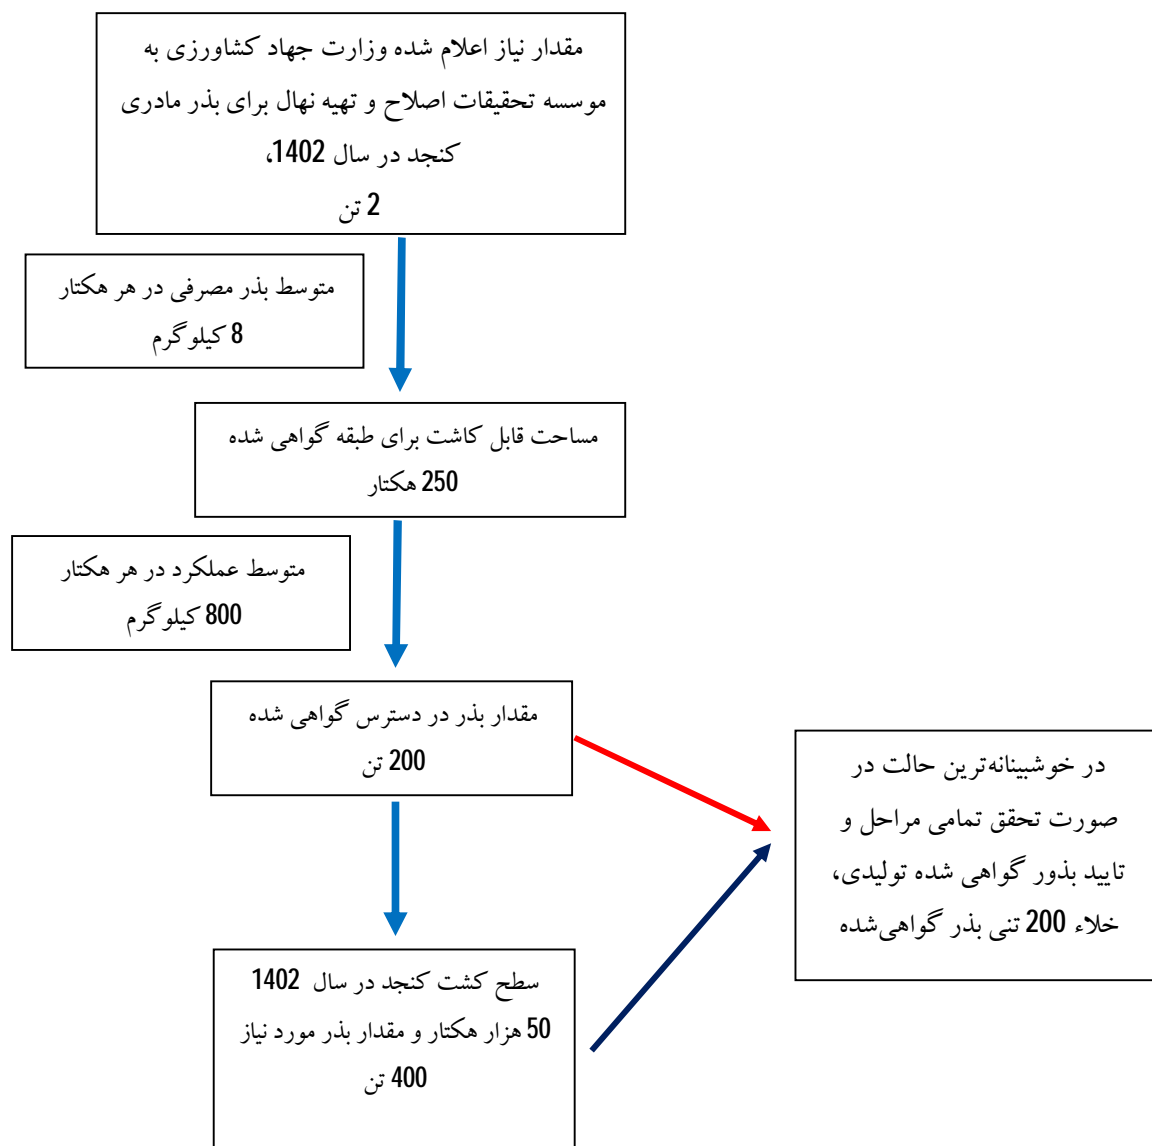 مقدار نیاز اعلام شده وزارت جهاد کشاورزی به
موسسه تحقیقات اصلاح و تهیه نهال برای بذر مادری
کنجد در سال 1402،
2 تن
متوسط بذر مصرفی در هر هکتار
8 کیلوگرم
مساحت قابل کاشت برای طبقه گواهی شده
250 هکتار
متوسط عملکرد در هر هکتار
800 کیلوگرم
مقدار بذر در دسترس گواهی شده
200 تن
در خوشبینانه‌ترین حالت در
صورت تحقق تمامی مراحل و
تایید بذور گواهی شده تولیدی،
خلاء 200 تنی بذر گواهی‌شده
سطح کشت کنجد در سال 1402
50 هزار هکتار و مقدار بذر مورد نیاز
400 تن